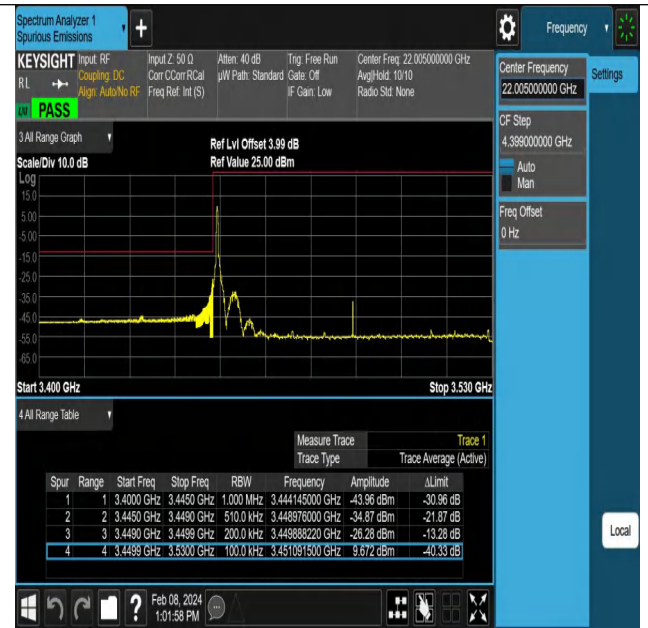 Spectrum Analyzer 1
Spurious Emissions
Frequency
KEYSIGHT
RL
PASS
Input: RF
Coupling: DC
Align: Auto/No RF
Input Z: 50 Ω
Corr CCorr RCal
Freq Ref: Int (S)
Atten: 40 dB
µW Path: Standard
Trig: Free Run
Gate: Off
IF Gain: Low
Center Freq: 22.005000000 GHz
Avg|Hold: 10/10
Radio Std: None
Center Frequency
22.005000000 GHz
Settings
CF Step
4.399000000 GHz
Auto
Man
Freq Offset
0 Hz
Local
3 All Range Graph
Scale/Div 10.0 dB
Ref Lvl Offset 3.99 dB
Ref Value 25.00 dBm
Log
15.0
5.00
-5.00
-15.0
-25.0
-35.0
-45.0
-55.0
-65.0
Start 3.400 GHz
Stop 3.530 GHz
4 All Range Table
Measure Trace Trace 1
Trace Type Trace Average (Active)
Spur Range Start Freq Stop Freq RBW Frequency Amplitude ΔLimit
1 1 3.4000 GHz 3.4450 GHz 1.000 MHz 3.444145000 GHz -43.96 dBm -30.96 dB
2 2 3.4450 GHz 3.4490 GHz 510.0 kHz 3.448976000 GHz -34.87 dBm -21.87 dB
3 3 3.4490 GHz 3.4499 GHz 200.0 kHz 3.449888220 GHz -26.28 dBm -13.28 dB
4 4 3.4499 GHz 3.5300 GHz 100.0 kHz 3.451091500 GHz 9.672 dBm -40.33 dB
Feb 08, 2024
1:01:58 PM